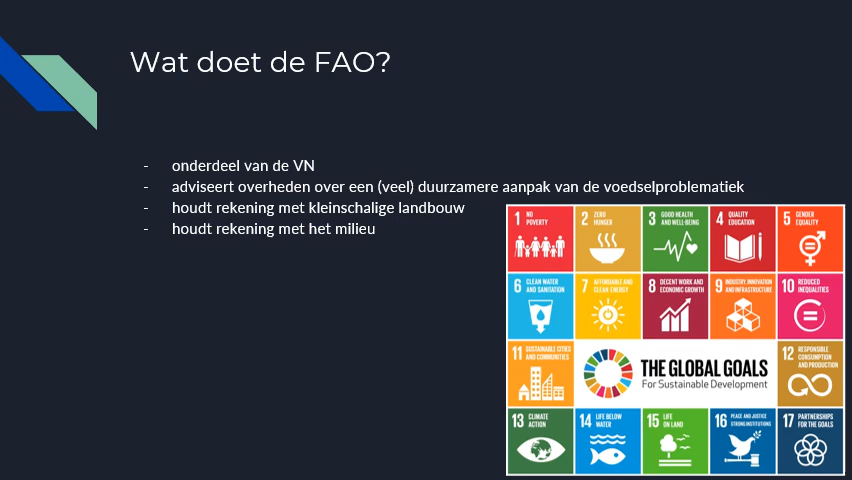 Wat doet de FAO?
- onderdeel van de VN
- adviseert overheden over een (veel) duurzamere aanpak van de voedselproblematiek
- houdt rekening met kleinschalige landbouw
- houdt rekening met het milieu
1 NO
POVERTY
2 ZERO
HUNGER
3 GOOD HEALTH
AND WELL-BEING
4 QUALITY
EDUCATION
5 GENDER
EQUALITY
6 CLEAN WATER
AND SANITATION
7 AFFORDABLE AND
CLEAN ENERGY
8 DECENT WORK AND
ECONOMIC GROWTH
9 INDUSTRY, INNOVATION
AND INFRASTRUCTURE
10 REDUCED
INEQUALITIES
11 SUSTAINABLE CITIES
AND COMMUNITIES
THE GLOBAL GOALS
For Sustainable Development
12 RESPONSIBLE
CONSUMPTION
AND PRODUCTION
13 CLIMATE
ACTION
14 LIFE BELOW
WATER
15 LIFE
ON LAND
16 PEACE AND JUSTICE
STRONG INSTITUTIONS
17 PARTNERSHIPS
FOR THE GOALS